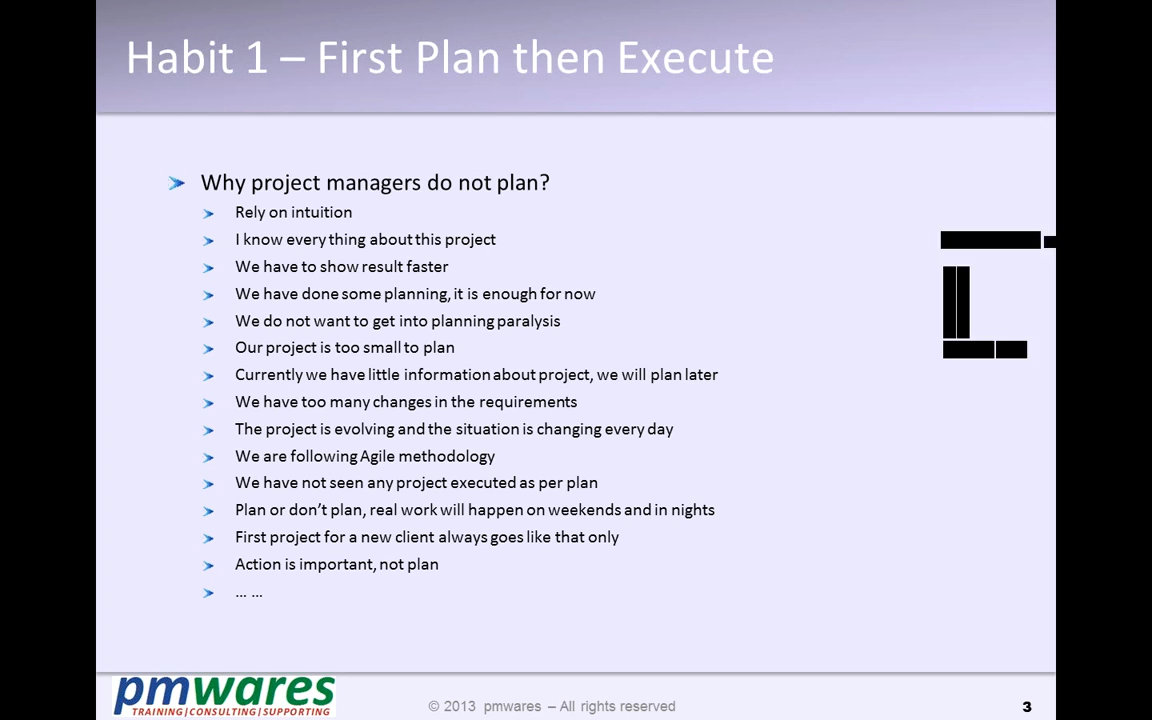 Habit 1 – First Plan then Execute
Why project managers do not plan?
Rely on intuition
I know every thing about this project
We have to show result faster
We have done some planning, it is enough for now
We do not want to get into planning paralysis
Our project is too small to plan
Currently we have little information about project, we will plan later
We have too many changes in the requirements
The project is evolving and the situation is changing every day
We are following Agile methodology
We have not seen any project executed as per plan
Plan or don’t plan, real work will happen on weekends and in nights
First project for a new client always goes like that only
Action is important, not plan
... ...
pmwares
TRAINING|CONSULTING|SUPPORTING
© 2013 pmwares – All rights reserved
3